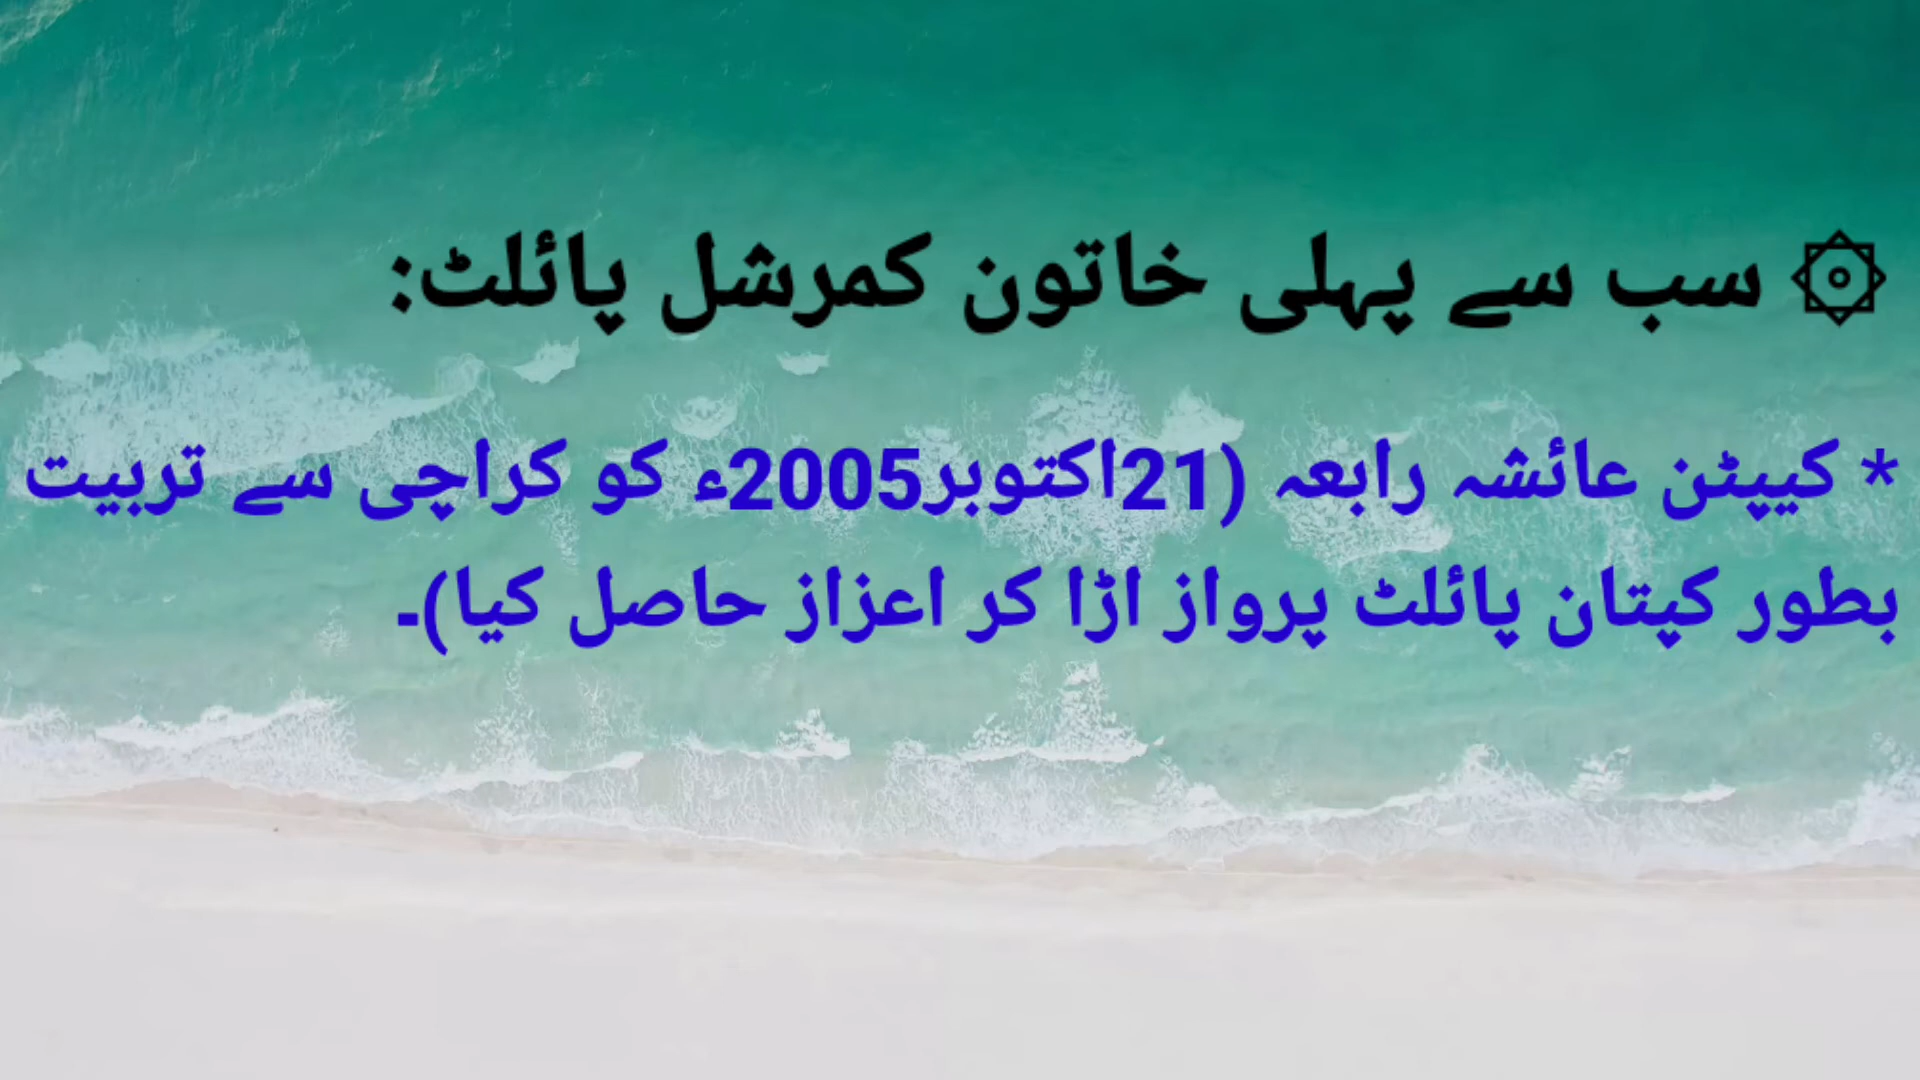 ۞ سب سے پہلی خاتون کمرشل پائلٹ:
* کیپٹن عائشہ رابعہ (21اکتوبر2005ء کو کراچی سے تربیت
بطور کپتان پائلٹ پرواز اڑا کر اعزاز حاصل کیا)۔